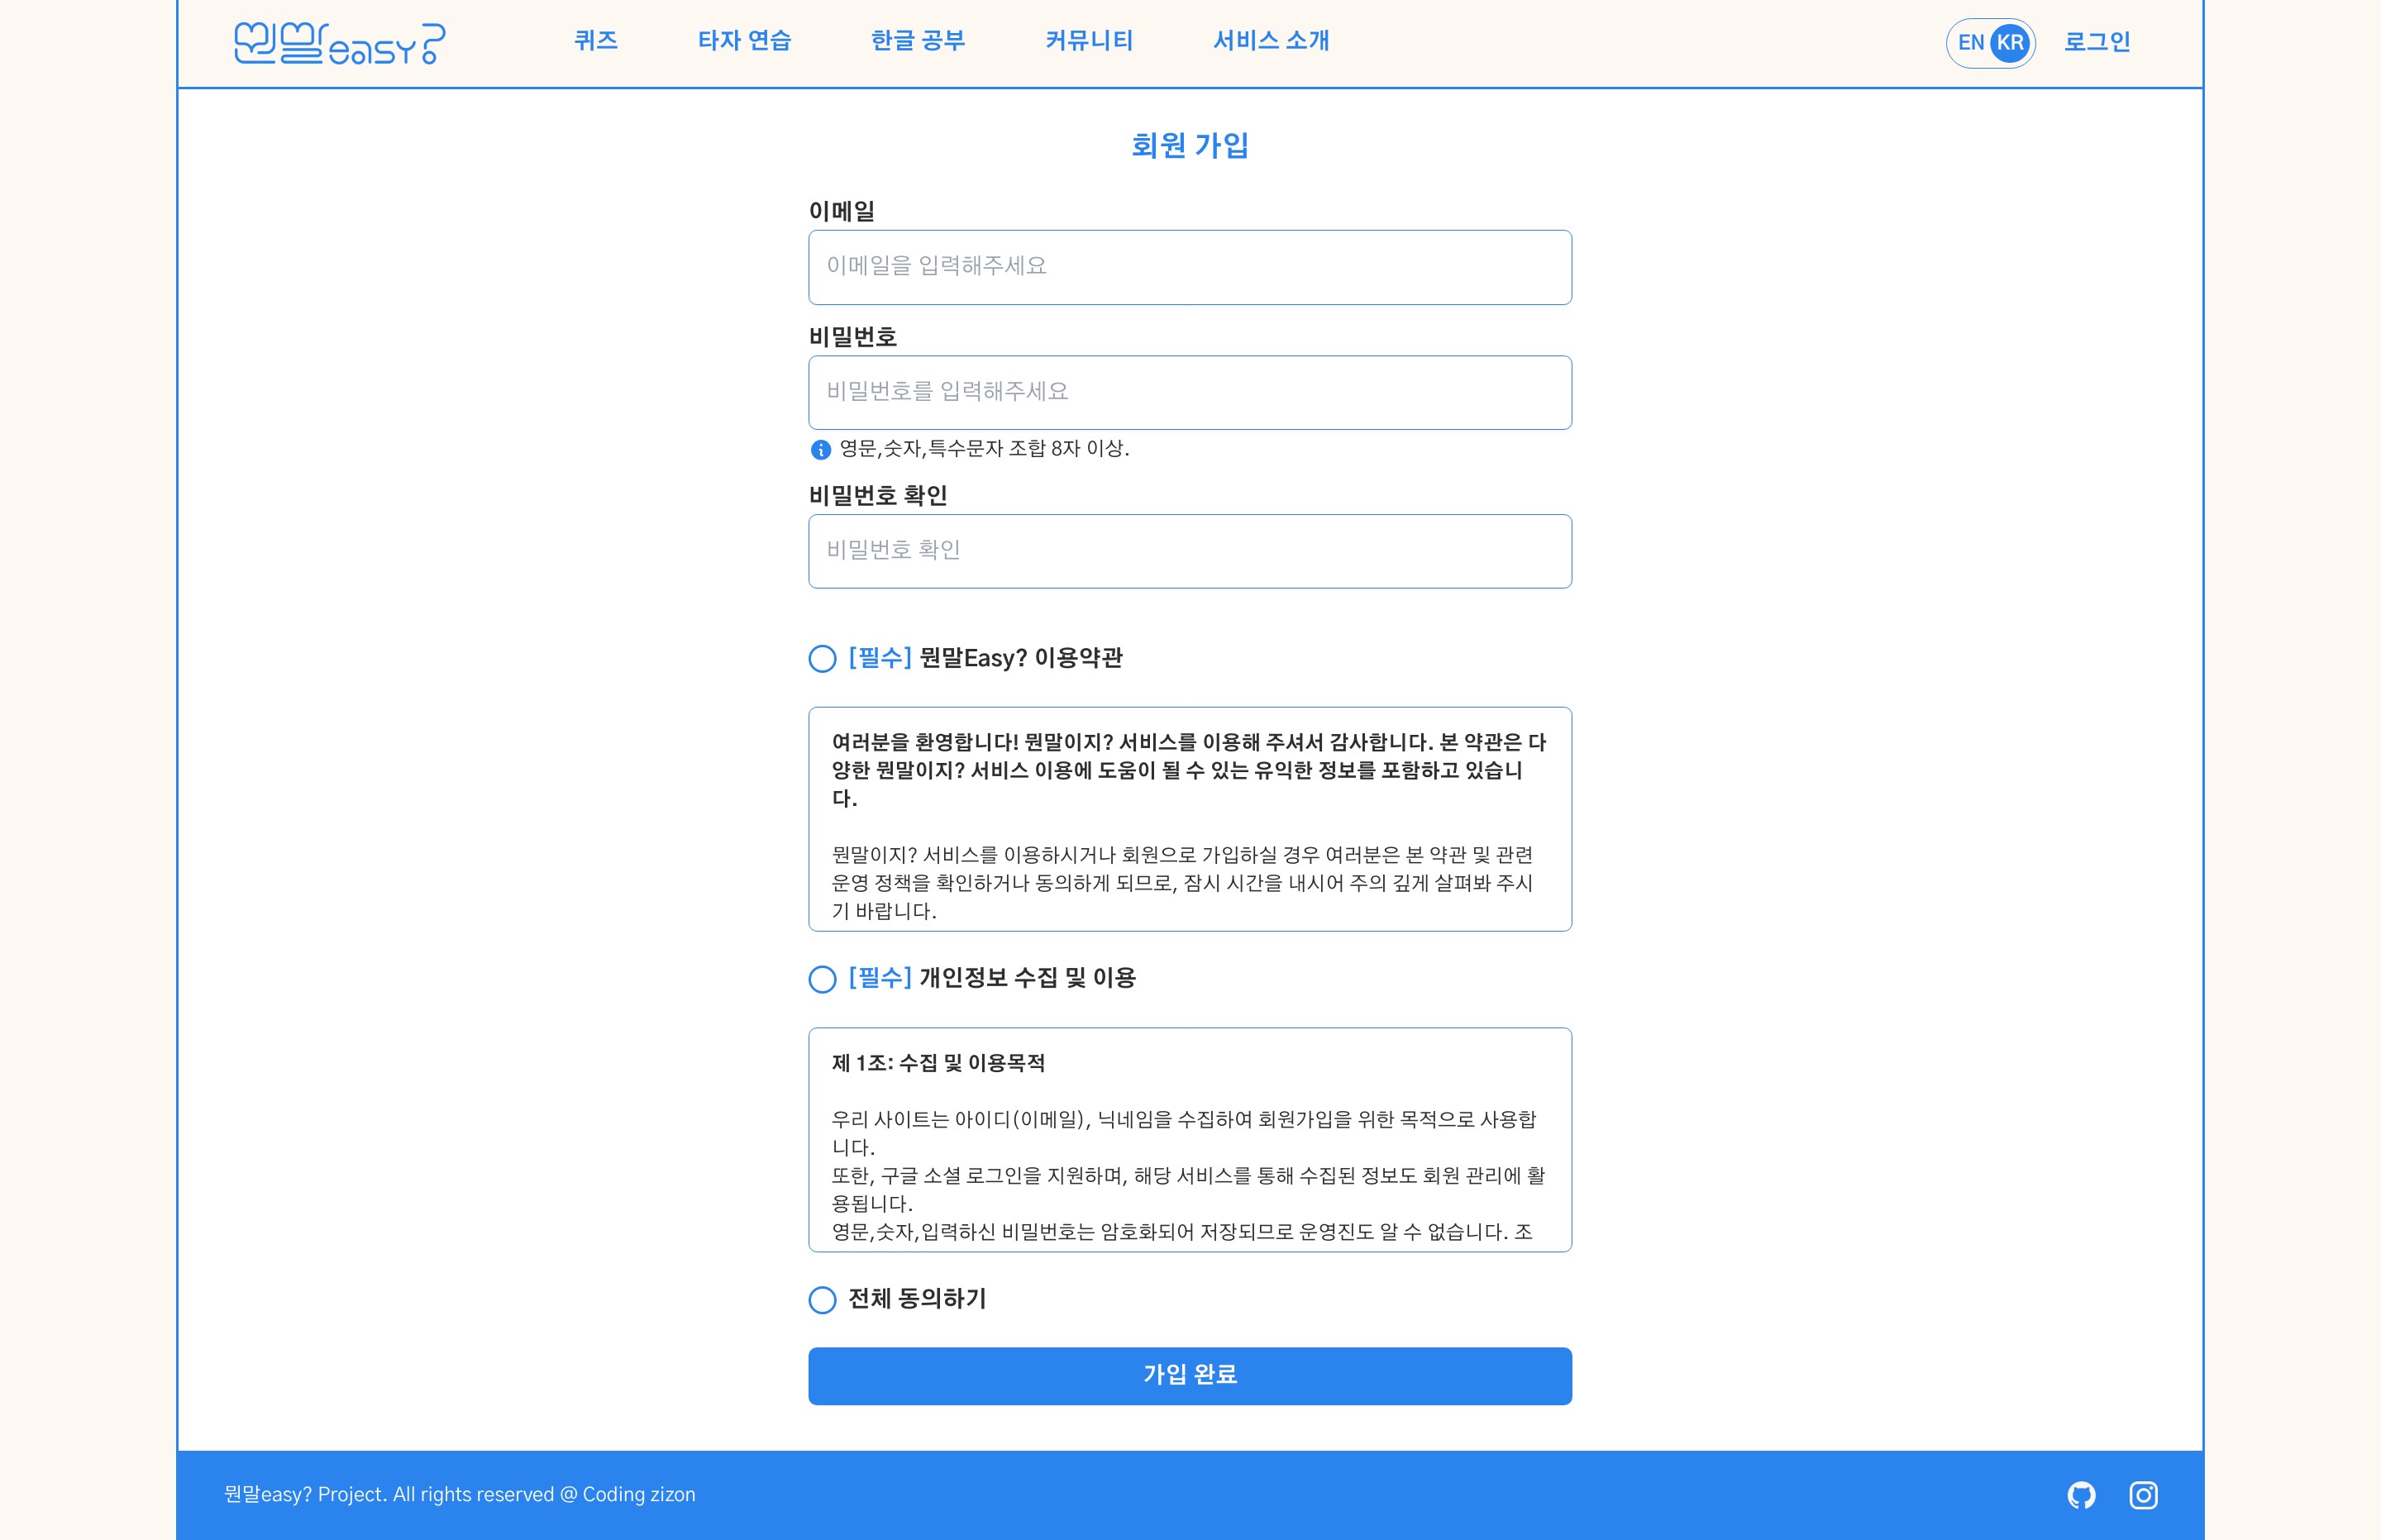 뭔말easy?
퀴즈 타자 연습 한글 공부 커뮤니티 서비스 소개 EN KR 로그인
회원 가입
이메일
이메일을 입력해주세요
비밀번호
비밀번호를 입력해주세요
영문,숫자,특수문자 조합 8자 이상.
비밀번호 확인
비밀번호 확인
[필수] 뭔말Easy? 이용약관
여러분을 환영합니다! 뭔말이지? 서비스를 이용해 주셔서 감사합니다. 본 약관은 다
양한 뭔말이지? 서비스 이용에 도움이 될 수 있는 유익한 정보를 포함하고 있습니
다.
뭔말이지? 서비스를 이용하시거나 회원으로 가입하실 경우 여러분은 본 약관 및 관련
운영 정책을 확인하거나 동의하게 되므로, 잠시 시간을 내시어 주의 깊게 살펴봐 주시
기 바랍니다.
[필수] 개인정보 수집 및 이용
제 1조: 수집 및 이용목적
우리 사이트는 아이디(이메일), 닉네임을 수집하여 회원가입을 위한 목적으로 사용합
니다.
또한, 구글 소셜 로그인을 지원하며, 해당 서비스를 통해 수집된 정보도 회원 관리에 활
용됩니다.
영문,숫자,입력하신 비밀번호는 암호화되어 저장되므로 운영진도 알 수 없습니다. 조
전체 동의하기
가입 완료
뭔말easy? Project. All rights reserved @ Coding zizon